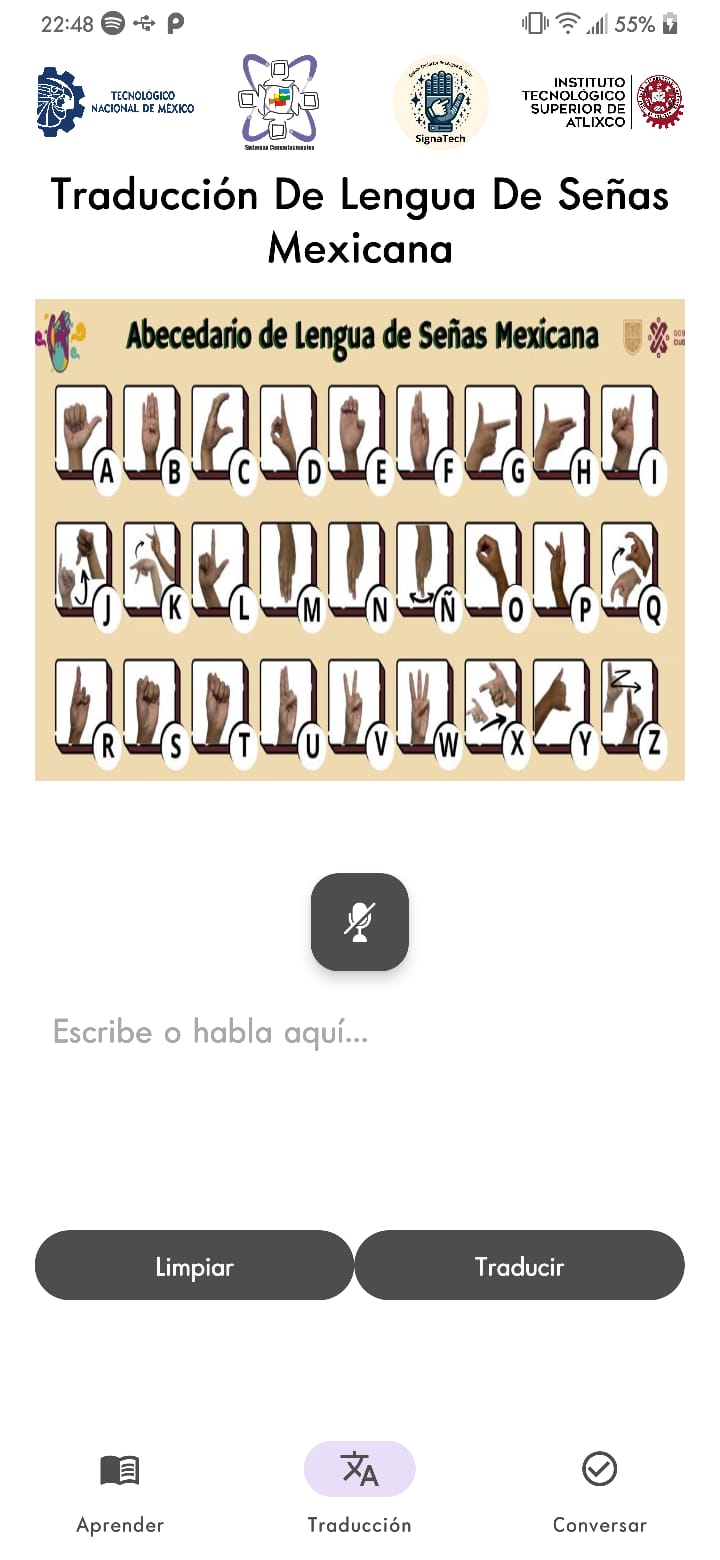 22:48
55%
TECNOLÓGICO
NACIONAL DE MÉXICO
Sistemas Computacionales
SignaTech
INSTITUTO
TECNOLÓGICO
SUPERIOR DE
ATLIXCO
Traducción De Lengua De Señas
Mexicana
Abecedario de Lengua de Señas Mexicana
A B C D E F G H I
J K L M N Ñ O P Q
R S T U V W X Y Z
Escribe o habla aquí...
Limpiar
Traducir
Aprender
Traducción
Conversar